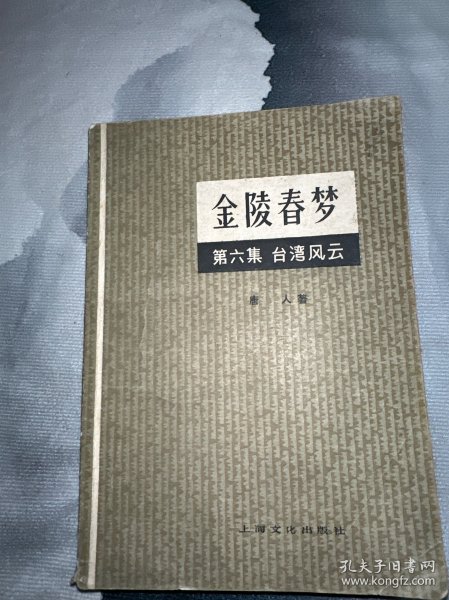 金陵春梦
第六集 台湾风云
唐 人著
上海文化出版社
孔夫子旧书网
www.kongfz.com